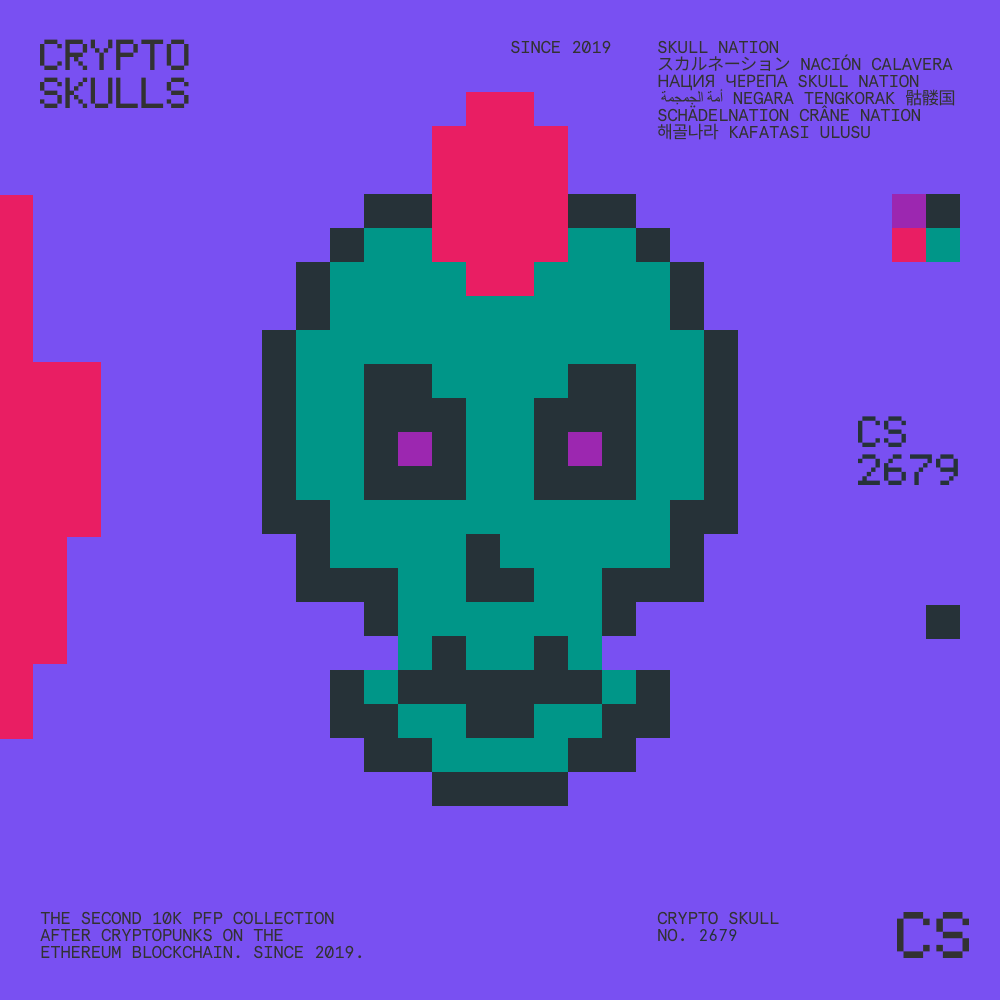 CRYPTO
SKULLS
SINCE 2019
SKULL NATION
スカルネーション NACIÓN CALAVERA
НАЦИЯ ЧЕРЕПА SKULL NATION
أمة الجمجمة NEGARA TENGKORAK 骷髅国
SCHÄDELNATION CRÂNE NATION
해골나라 KAFATASI ULUSU
CS
2679
THE SECOND 10K PFP COLLECTION
AFTER CRYPTOPUNKS ON THE
ETHEREUM BLOCKCHAIN. SINCE 2019.
CRYPTO SKULL
NO. 2679
CS